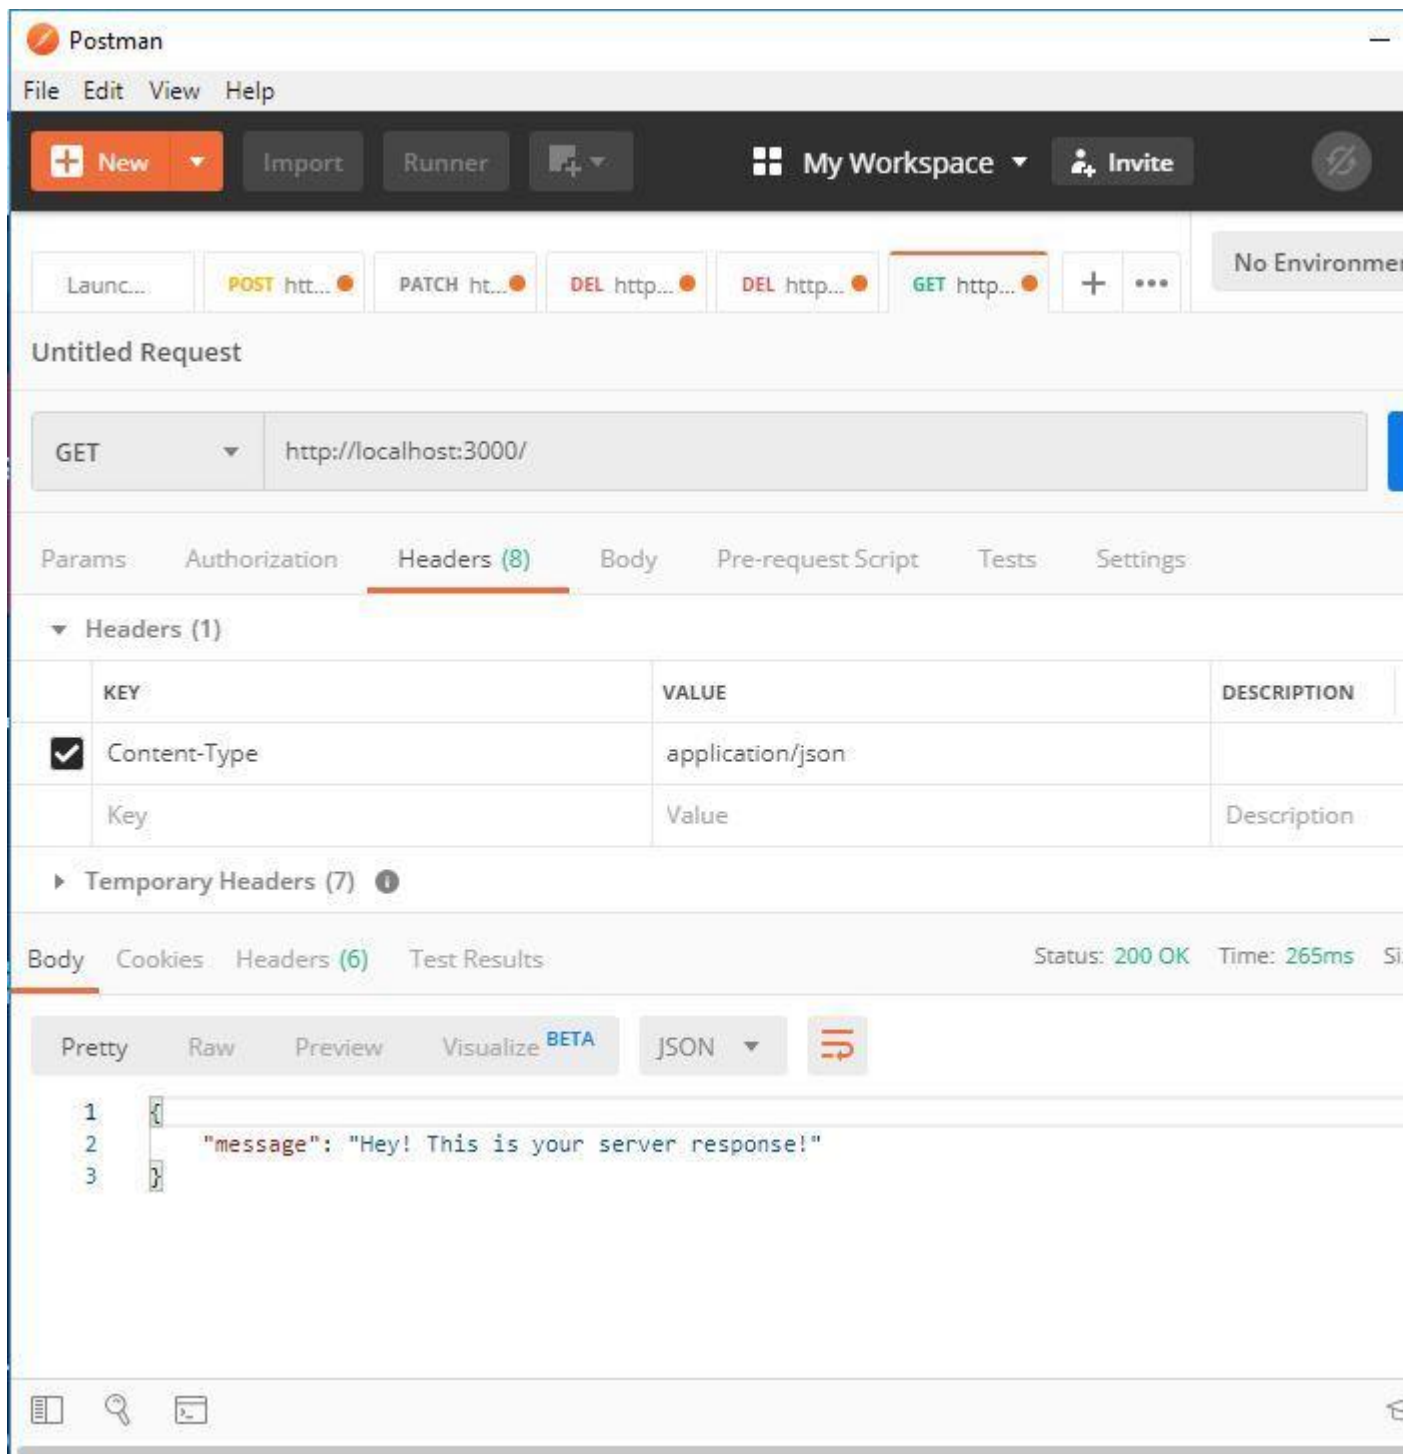 Postman
File Edit View Help
New Import Runner My Workspace Invite
Launc... POST htt... PATCH ht... DEL http... DEL http... GET http... No Environmen
Untitled Request
GET http://localhost:3000/
Params Authorization Headers (8) Body Pre-request Script Tests Settings
Headers (1)
KEY VALUE DESCRIPTION
Content-Type application/json
Key Value Description
Temporary Headers (7)
Body Cookies Headers (6) Test Results Status: 200 OK Time: 265ms Si
Pretty Raw Preview Visualize BETA JSON
1 {
2 "message": "Hey! This is your server response!"
3 }